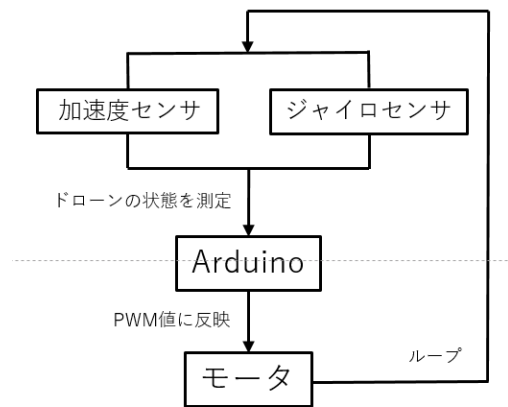 加速度センサ
ジャイロセンサ
ドローンの状態を測定
Arduino
PWM値に反映
ループ
モータ